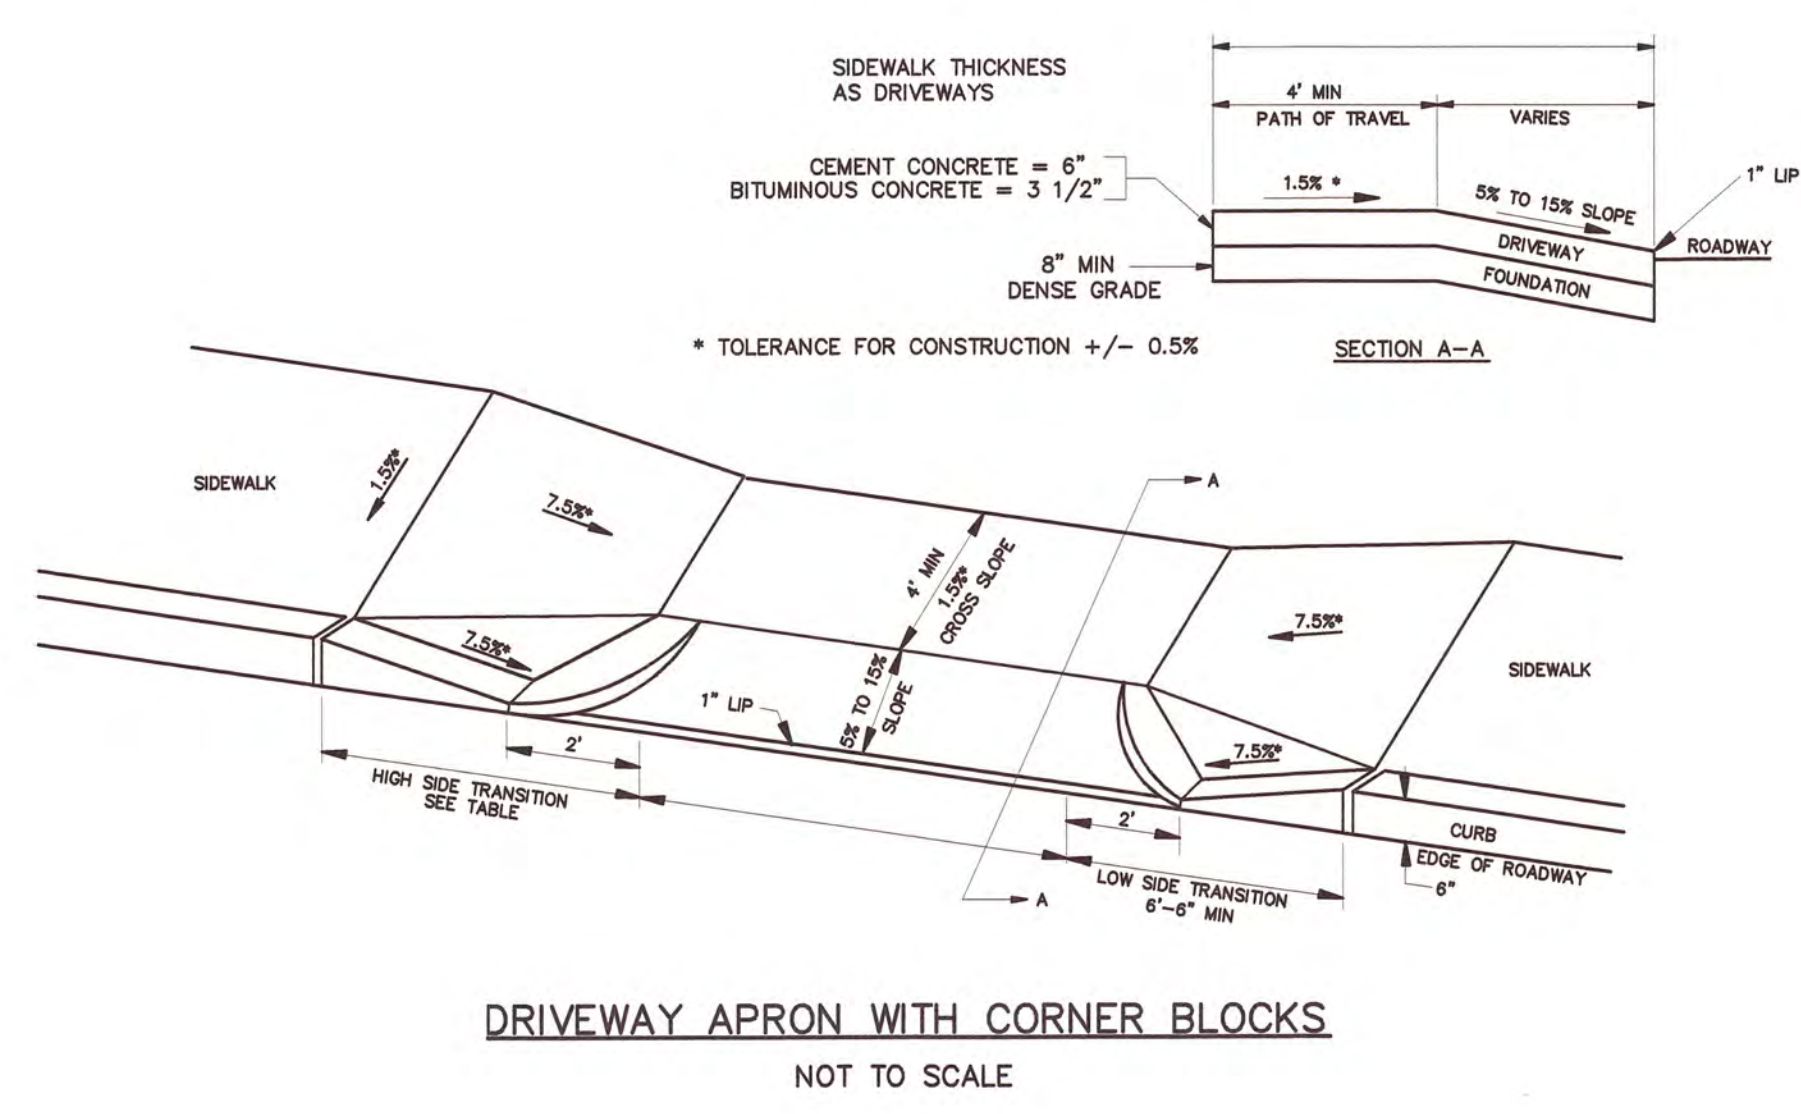 SIDEWALK THICKNESS
AS DRIVEWAYS
4' MIN
PATH OF TRAVEL
VARIES
CEMENT CONCRETE = 6"
BITUMINOUS CONCRETE = 3 1/2"
1.5% *
5% TO 15% SLOPE
1" LIP
DRIVEWAY
ROADWAY
8" MIN
DENSE GRADE
FOUNDATION
* TOLERANCE FOR CONSTRUCTION +/- 0.5%
SECTION A-A
SIDEWALK
1.5%*
7.5%*
A
4' MIN
1.5%*
CROSS SLOPE
7.5%*
SIDEWALK
7.5%*
1" LIP
5% TO 15%
SLOPE
2'
7.5%*
HIGH SIDE TRANSITION
SEE TABLE
2'
CURB
EDGE OF ROADWAY
6"
LOW SIDE TRANSITION
6'-6" MIN
A
DRIVEWAY APRON WITH CORNER BLOCKS
NOT TO SCALE